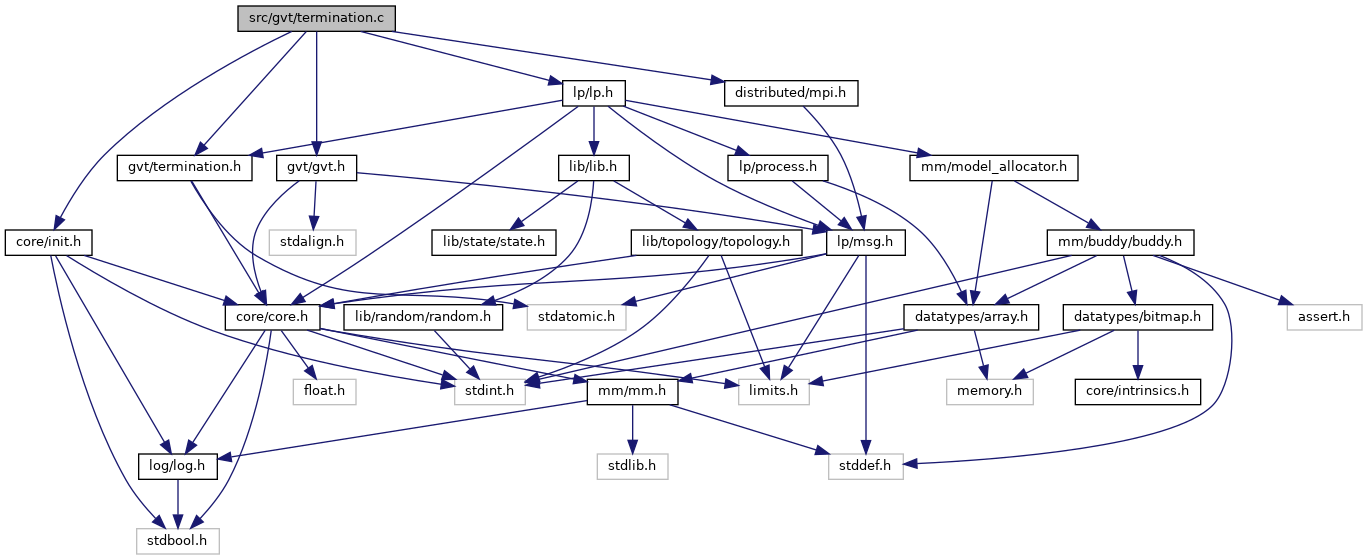 src/gvt/termination.c
lp/lp.h
distributed/mpi.h
gvt/termination.h
gvt/gvt.h
lib/lib.h
lp/process.h
mm/model_allocator.h
core/init.h
stdalign.h
lib/state/state.h
lib/topology/topology.h
lp/msg.h
mm/buddy/buddy.h
core/core.h
lib/random/random.h
stdatomic.h
datatypes/array.h
datatypes/bitmap.h
assert.h
float.h
stdint.h
mm/mm.h
limits.h
memory.h
core/intrinsics.h
log/log.h
stdlib.h
stddef.h
stdbool.h